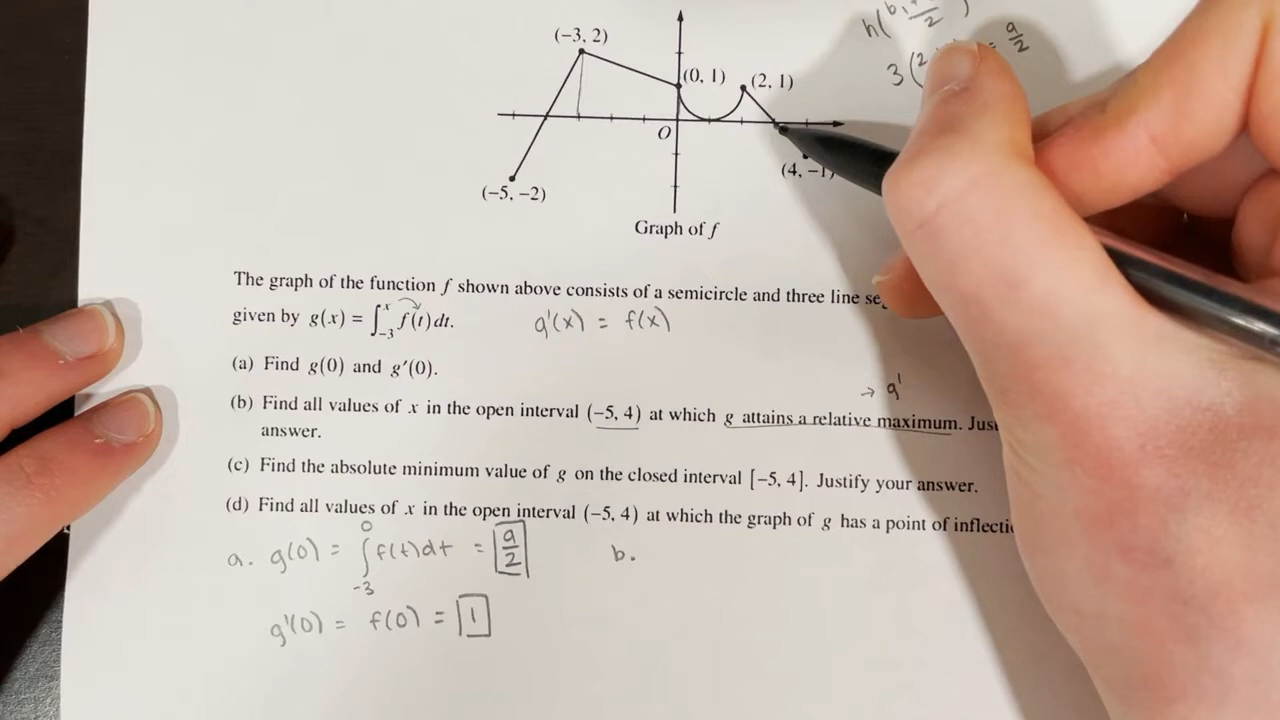 (−3, 2)
(0, 1)
(2, 1)
O
(4, −1)
(−5, −2)
Graph of f
3(2
= 9/2
The graph of the function f shown above consists of a semicircle and three line
given by g(x) = ∫_{-3}^{x} f(t) dt. g'(x) = f(x)
(a) Find g(0) and g′(0).
→ g'
(b) Find all values of x in the open interval (−5, 4) at which g attains a relative maximum.
answer.
(c) Find the absolute minimum value of g on the closed interval [−5, 4]. Justify your answer.
(d) Find all values of x in the open interval (−5, 4) at which the graph of g has a point of
a. g(0) = ∫_{-3}^{0} f(t)dt = 9/2
b.
g'(0) = f(0) = 1